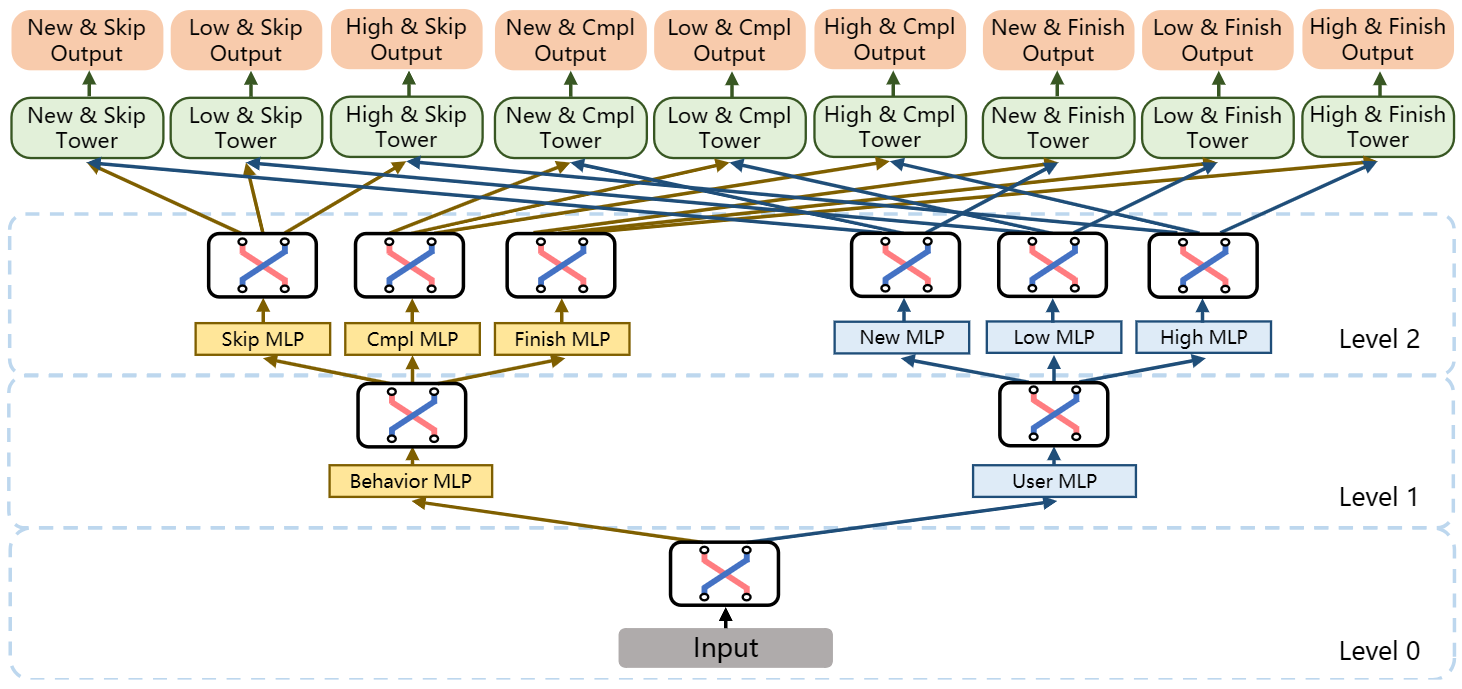 New & Skip
Output
Low & Skip
Output
High & Skip
Output
New & Cmpl
Output
Low & Cmpl
Output
High & Cmpl
Output
New & Finish
Output
Low & Finish
Output
High & Finish
Output
New & Skip
Tower
Low & Skip
Tower
High & Skip
Tower
New & Cmpl
Tower
Low & Cmpl
Tower
High & Cmpl
Tower
New & Finish
Tower
Low & Finish
Tower
High & Finish
Tower
Skip MLP
Cmpl MLP
Finish MLP
New MLP
Low MLP
High MLP
Level 2
Behavior MLP
User MLP
Level 1
Input
Level 0